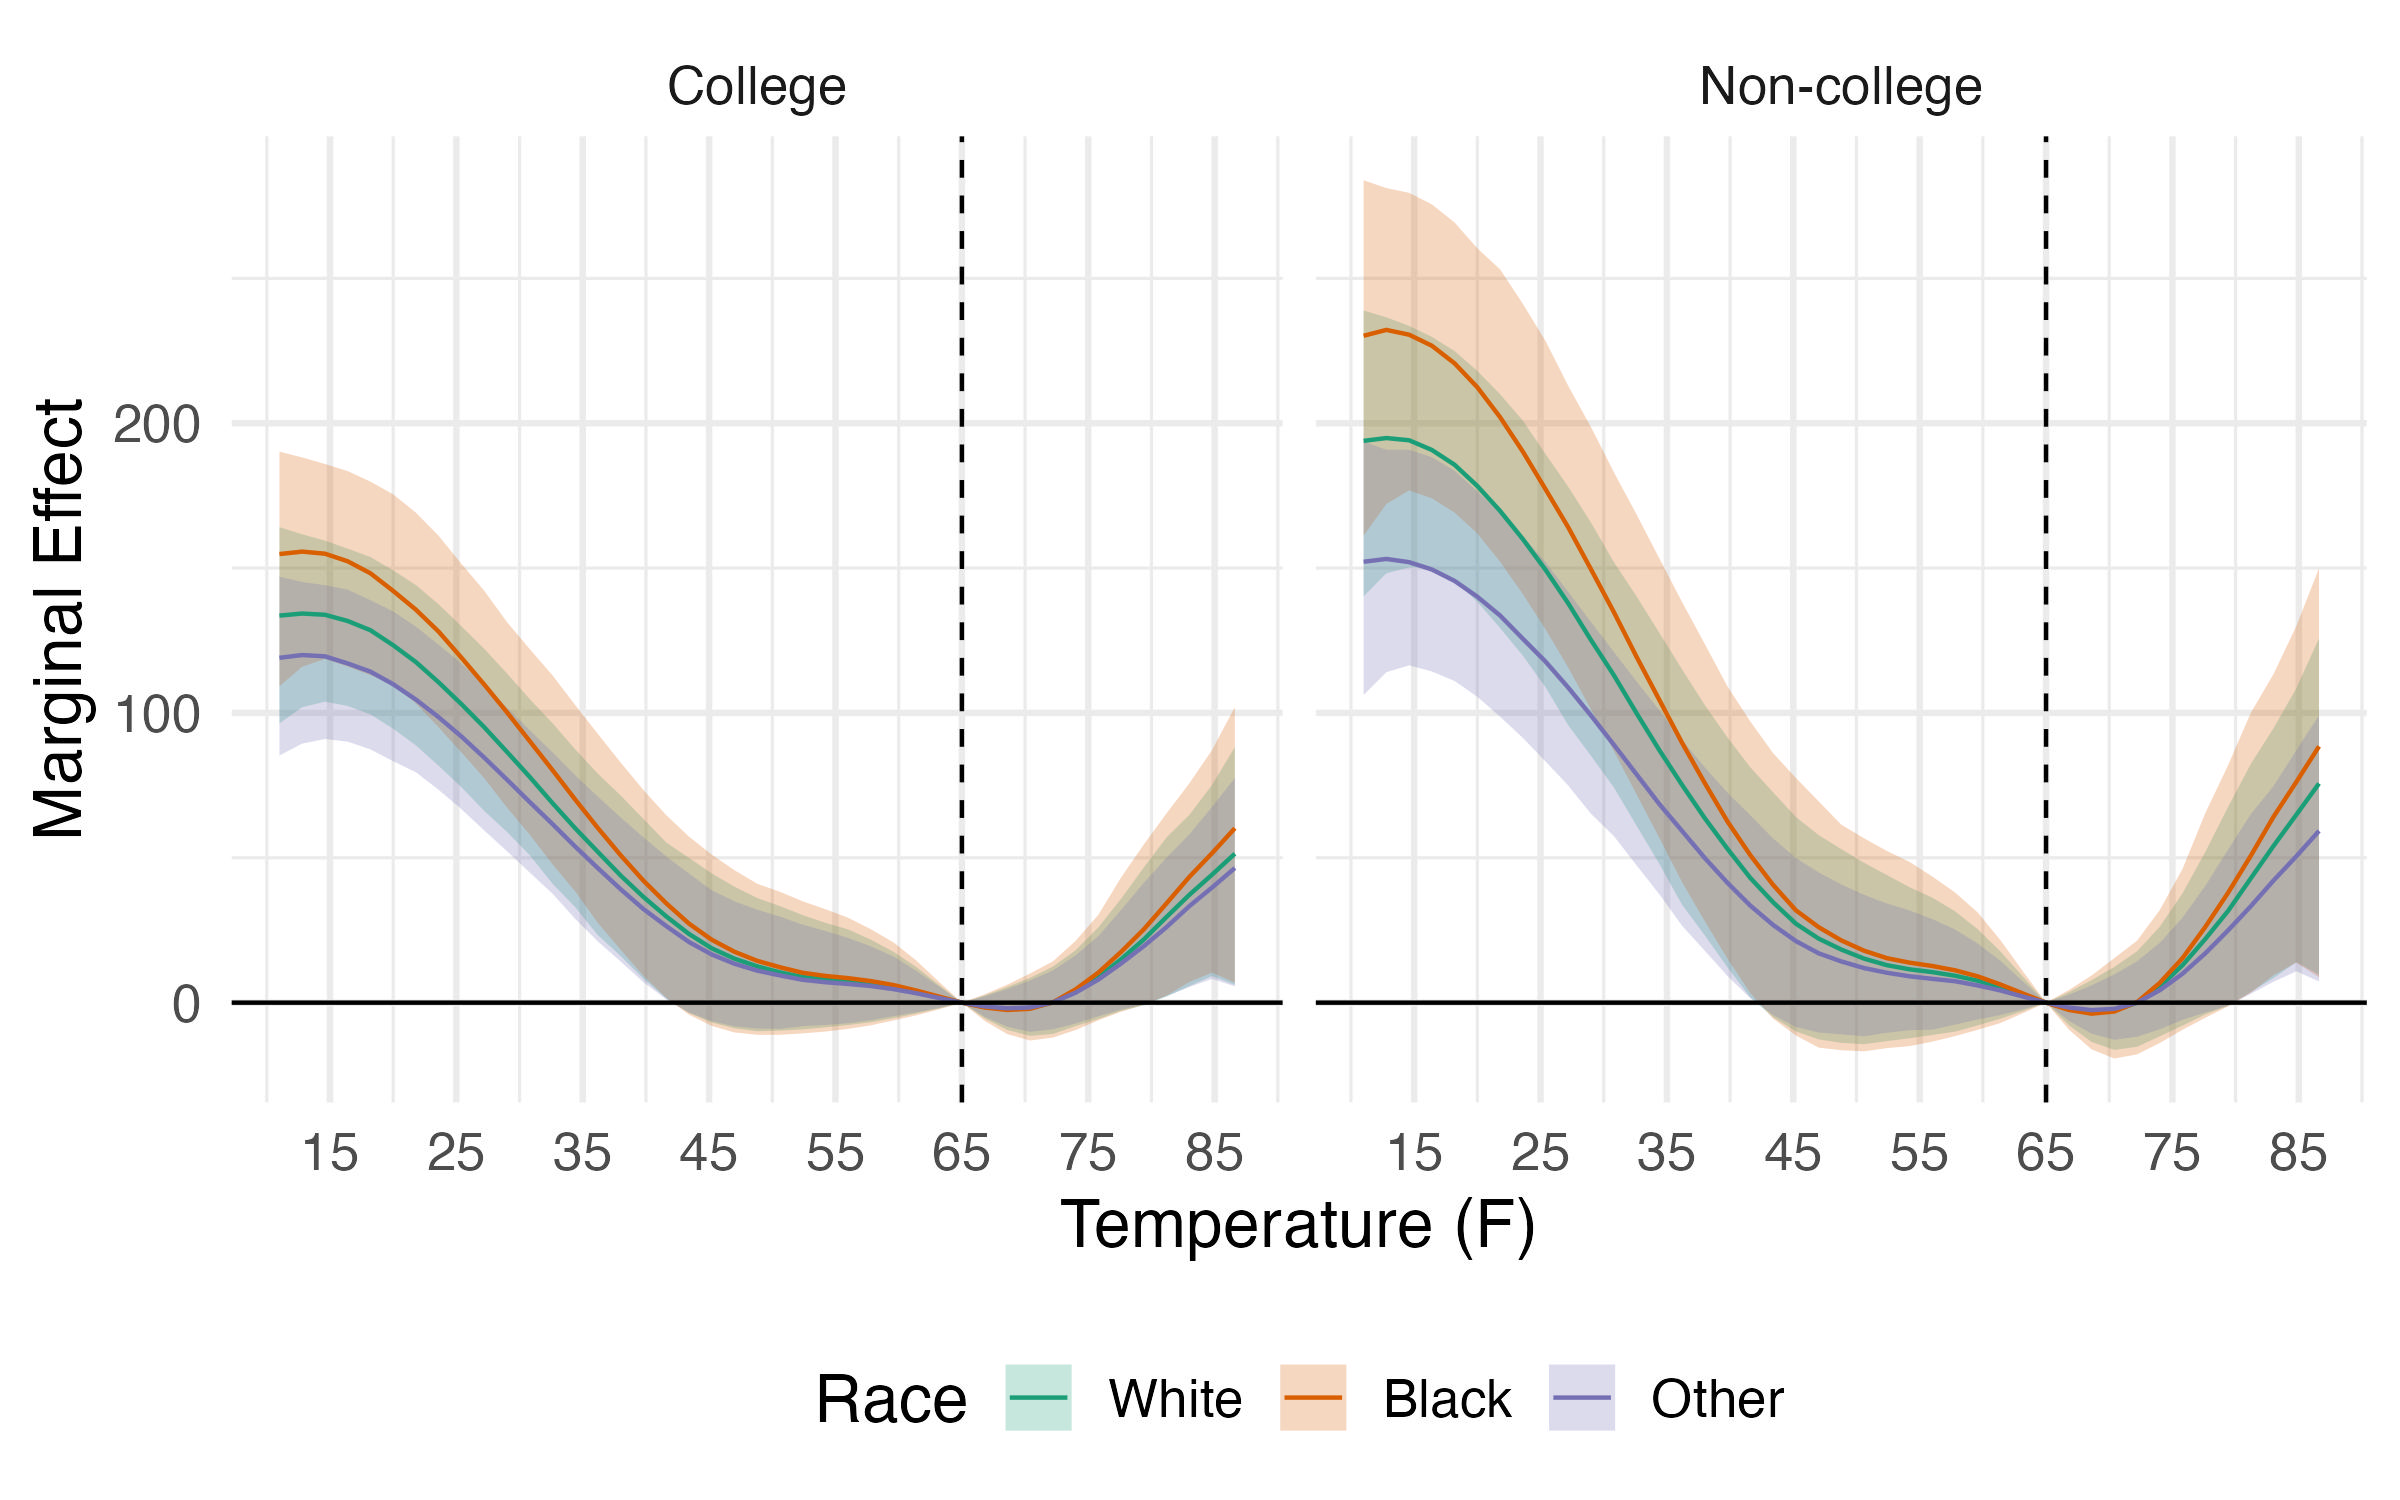 College Non-college
Marginal Effect
200
100
0
15 25 35 45 55 65 75 85 15 25 35 45 55 65 75 85
Temperature (F)
Race White Black Other